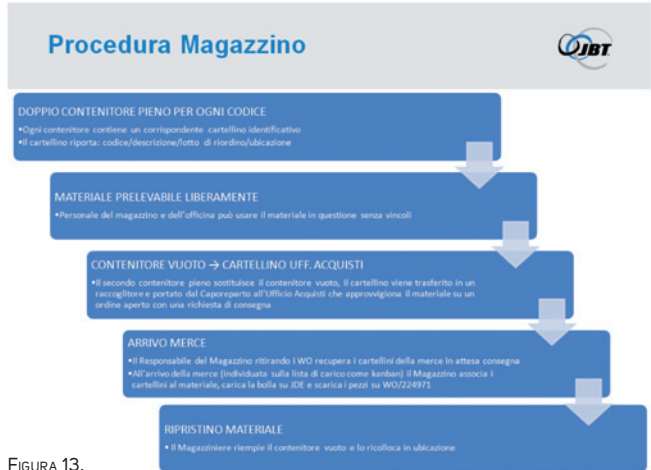 Procedura Magazzino
JBT
DOPPIO CONTENITORE PIENO PER OGNI CODICE
•Ogni contenitore contiene un corrispondente cartellino identificativo
•Il cartellino riporta: codice/descrizione/lotto di riordino/ubicazione
MATERIALE PRELEVABILE LIBERAMENTE
•Personale del magazzino e dell'officina può usare il materiale in questione senza vincoli
CONTENITORE VUOTO → CARTELLINO UFF. ACQUISTI
•Il secondo contenitore pieno sostituisce il contenitore vuoto, il cartellino viene trasferito in un
raccoglitore e portato dal Caporeparto all'Ufficio Acquisti che approvvigiona il materiale su un
ordine aperto con una richiesta di consegna
ARRIVO MERCE
•Il Responsabile del Magazzino ritirando i WO recupera i cartellini della merce in attesa consegna
•All'arrivo della merce (individuata sulla lista di carico come kanban) il Magazzino associa i
cartellini al materiale, carica la bolla su JDE e scarica i pezzi su WO/224971
RIPRISTINO MATERIALE
• Il Magazziniere riempie il contenitore vuoto e lo ricolloca in ubicazione
FIGURA 13.